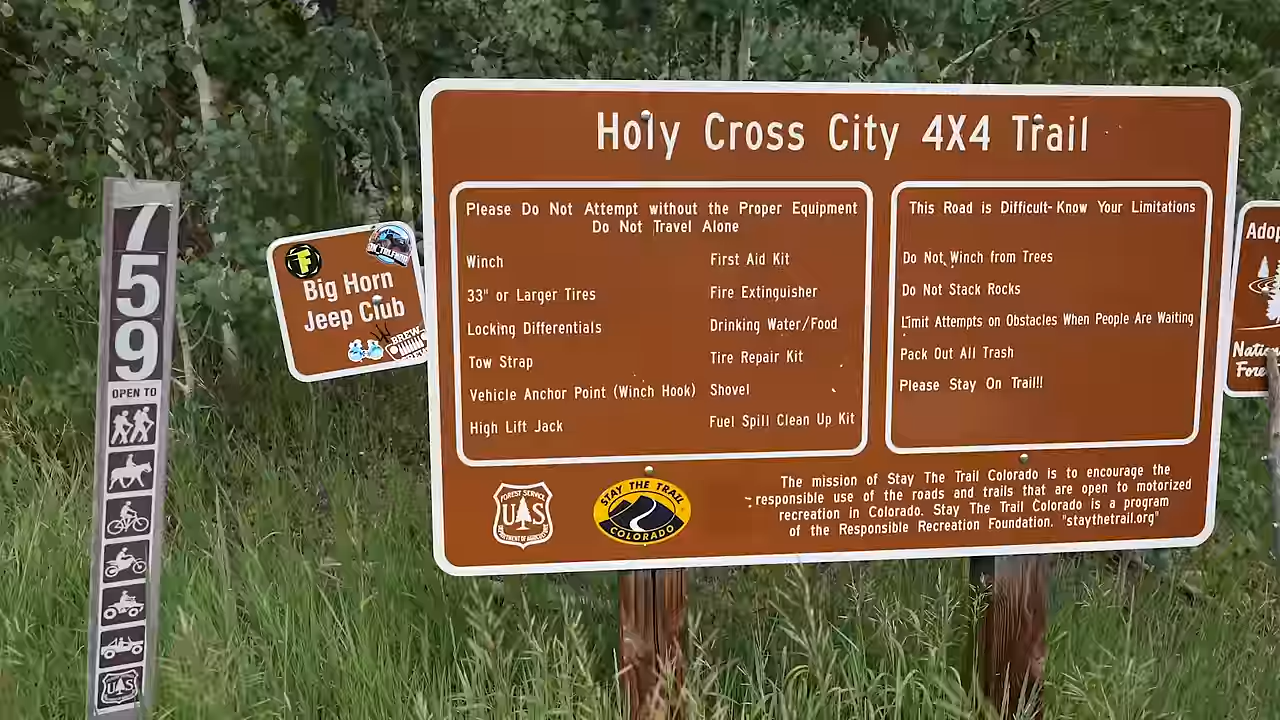 759
OPEN TO
UAS
Big Horn
Jeep Club
BREW
Holy Cross City 4X4 Trail
Please Do Not Attempt without the Proper Equipment
Do Not Travel Alone
Winch
33" or Larger Tires
Locking Differentials
Tow Strap
Vehicle Anchor Point (Winch Hook)
High Lift Jack
First Aid Kit
Fire Extinguisher
Drinking Water/Food
Tire Repair Kit
Shovel
Fuel Spill Clean Up Kit
This Road is Difficult-Know Your Limitations
Do Not Winch from Trees
Do Not Stack Rocks
Limit Attempts on Obstacles When People Are Waiting
Pack Out All Trash
Please Stay On Trail!!
FOREST SERVICE
US
DEPARTMENT OF AGRICULTURE
STAY THE TRAIL
COLORADO
The mission of Stay The Trail Colorado is to encourage the
responsible use of the roads and trails that are open to motorized
recreation in Colorado. Stay The Trail Colorado is a program
of the Responsible Recreation Foundation. "staythetrail.org"
Adop
Nation
Fore